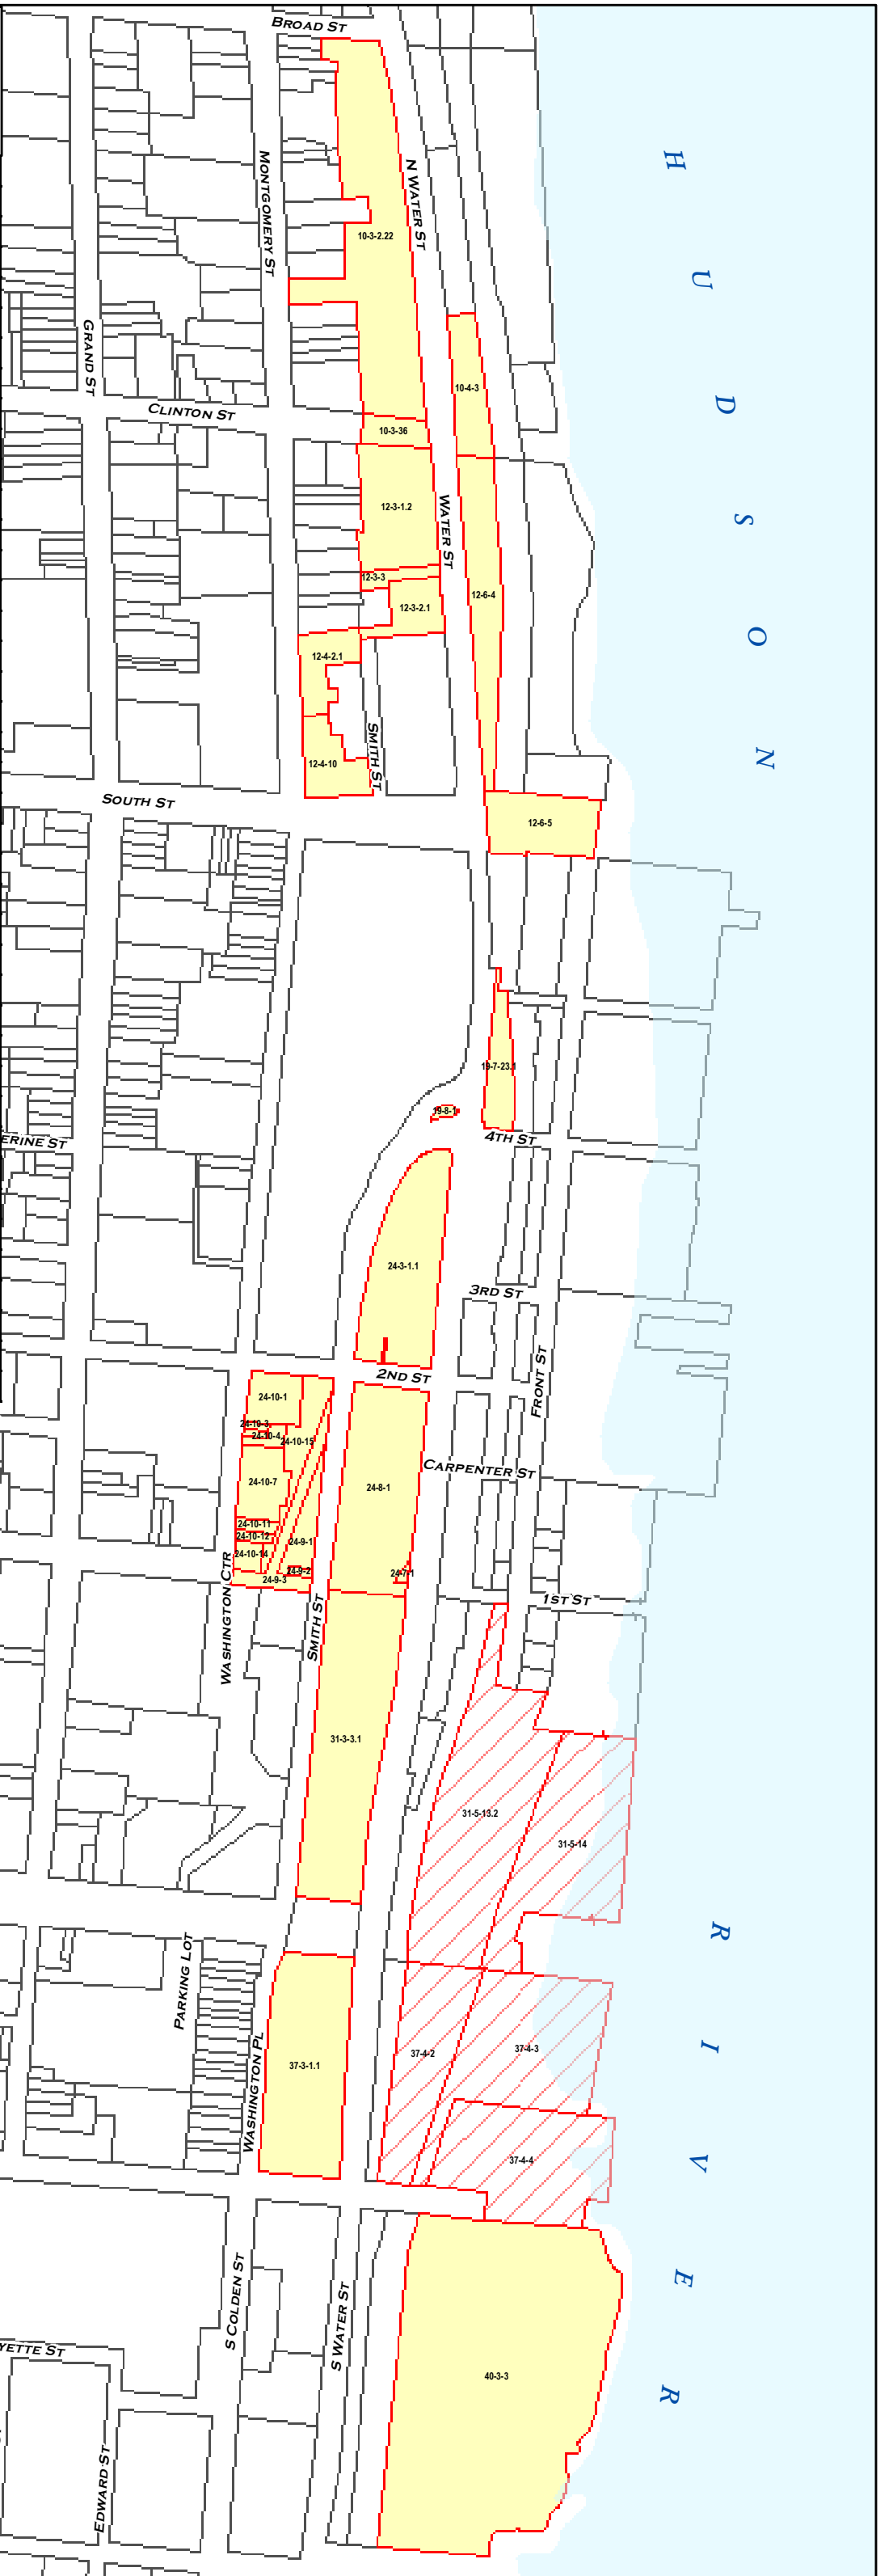 BROAD ST
N WATER ST
MONTGOMERY ST
10-3-2.22
GRAND ST
10-4-3
CLINTON ST
10-3-36
12-3-1.2
WATER ST
12-3-3
12-6-4
12-3-2.1
12-4-2.1
SMITH ST
12-4-10
SOUTH ST
12-6-5
19-7-23.1
19-8-1
ERINE ST
4TH ST
24-3-1.1
3RD ST
2ND ST
FRONT ST
24-10-1
24-10-3
24-10-4
24-10-15
CARPENTER ST
24-10-7
24-8-1
24-10-11
24-10-12
24-9-1
24-10-14
24-9-2
24-7-1
24-9-3
WASHINGTON CTR
SMITH ST
1ST ST
31-3-3.1
31-5-13.2
31-5-14
PARKING LOT
WASHINGTON PL
37-3-1.1
37-4-2
37-4-3
37-4-4
S COLDEN ST
S WATER ST
YETTE ST
40-3-3
EDWARD ST
HUDSON
RIVER